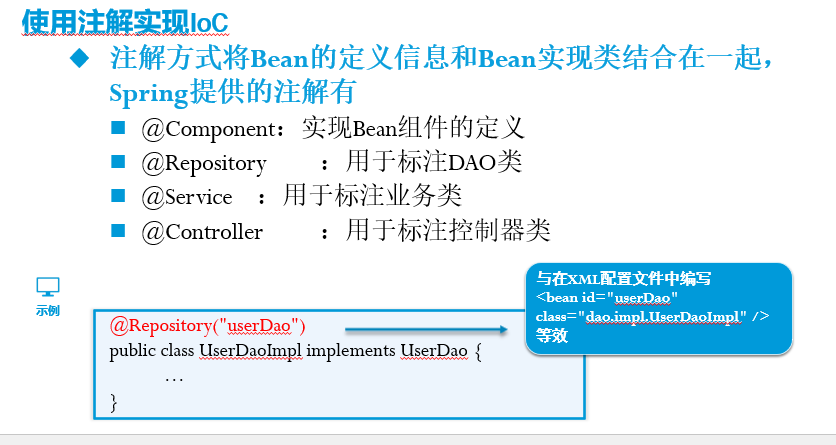 使用注解实现IoC
注解方式将Bean的定义信息和Bean实现类结合在一起，
Spring提供的注解有
@Component：实现Bean组件的定义
@Repository ：用于标注DAO类
@Service ：用于标注业务类
@Controller ：用于标注控制器类
与在XML配置文件中编写
<bean id="userDao"
class="dao.impl.UserDaoImpl" />
等效
示例
@Repository("userDao")
public class UserDaoImpl implements UserDao {
…
}